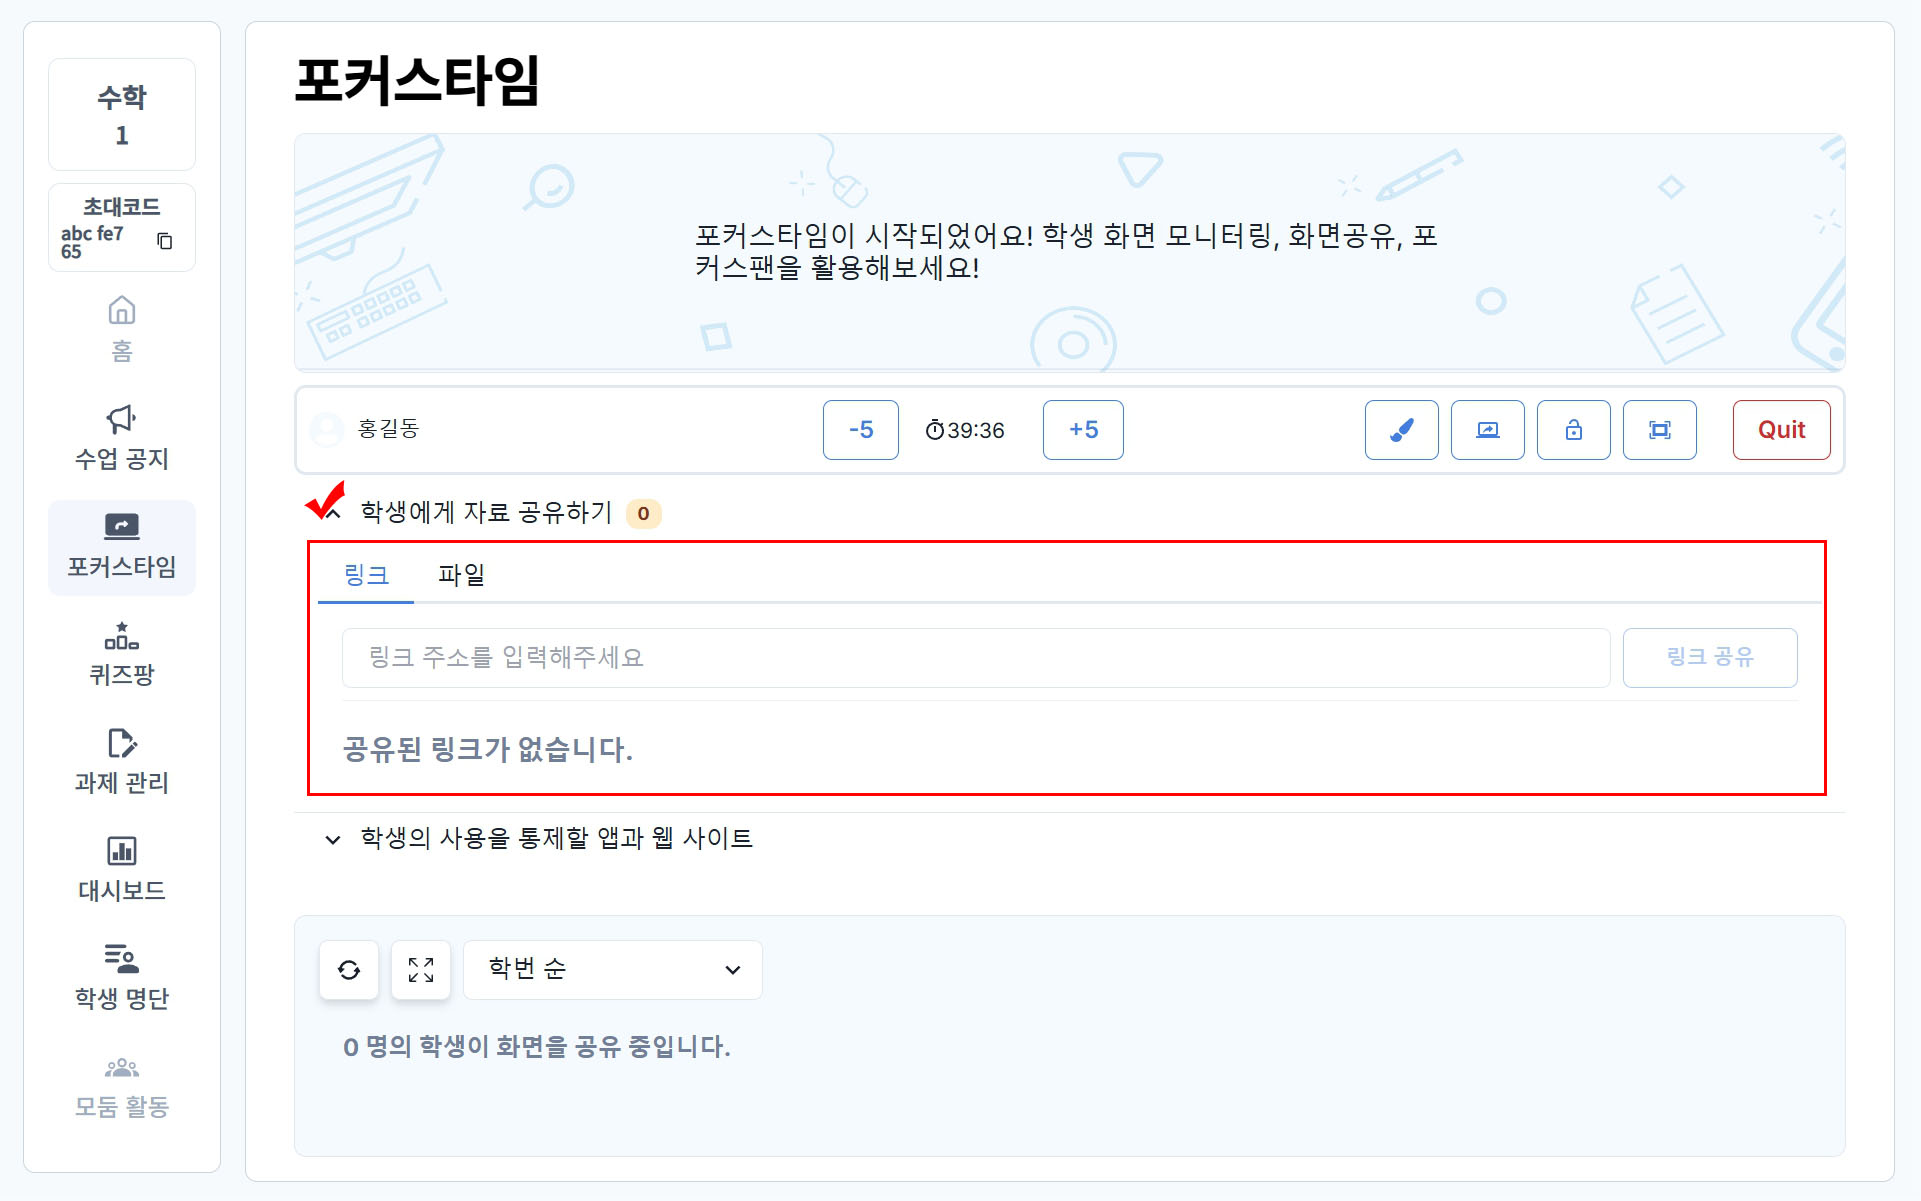 수학
1
초대코드
abc fe7
65
홈
수업 공지
포커스타임
퀴즈팡
과제 관리
대시보드
학생 명단
모둠 활동
포커스타임
포커스타임이 시작되었어요! 학생 화면 모니터링, 화면공유, 포
커스팬을 활용해보세요!
홍길동
-5
39:36
+5
Quit
학생에게 자료 공유하기 0
링크 파일
링크 주소를 입력해주세요
링크 공유
공유된 링크가 없습니다.
학생의 사용을 통제할 앱과 웹 사이트
학번 순
0 명의 학생이 화면을 공유 중입니다.